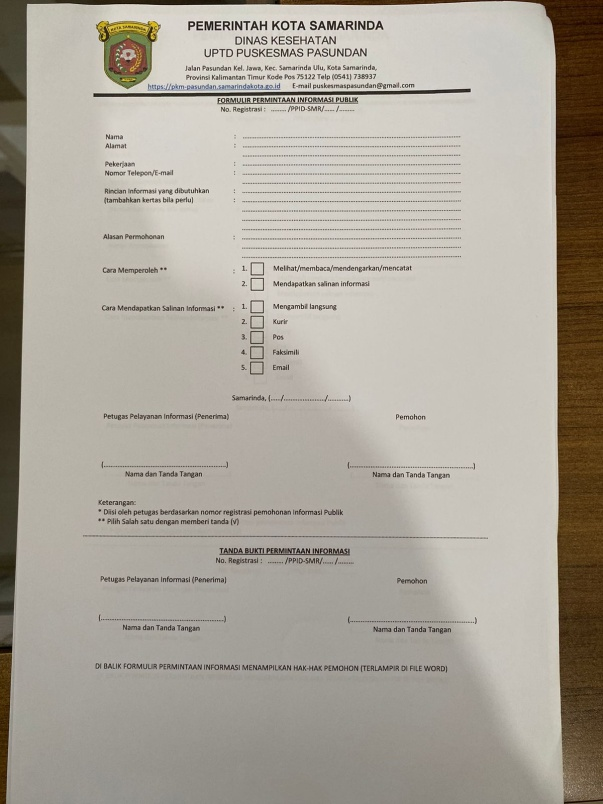 KOTA SAMARINDA
PEMERINTAH KOTA SAMARINDA
DINAS KESEHATAN
UPTD PUSKESMAS PASUNDAN
Jalan Pasundan Kel. Jawa, Kec. Samarinda Ulu, Kota Samarinda,
Provinsi Kalimantan Timur Kode Pos 75122 Telp (0541) 738937
https://pkm-pasundan.samarindakota.go.id E-mail puskesmaspasundan@gmail.com
FORMULIR PERMINTAAN INFORMASI PUBLIK
No. Registrasi : ........ /PPID-SMR/...../........
Nama :
Alamat :
Pekerjaan :
Nomor Telepon/E-mail :
Rincian Informasi yang dibutuhkan :
(tambahkan kertas bila perlu) :
Alasan Permohonan :
Cara Memperoleh ** : 1. Melihat/membaca/mendengarkan/mencatat
2. Mendapatkan salinan informasi
Cara Mendapatkan Salinan Informasi ** : 1. Mengambil langsung
2. Kurir
3. Pos
4. Faksimili
5. Email
Samarinda, (...../...................../..........)
Petugas Pelayanan Informasi (Penerima) Pemohon
(..........................................................) (..........................................................)
Nama dan Tanda Tangan Nama dan Tanda Tangan
Keterangan:
* Diisi oleh petugas berdasarkan nomor registrasi pemohonan Informasi Publik
** Pilih Salah satu dengan memberi tanda (V)
TANDA BUKTI PERMINTAAN INFORMASI
No. Registrasi : ........ /PPID-SMR/...../........
Petugas Pelayanan Informasi (Penerima) Pemohon
(..........................................................) (..........................................................)
Nama dan Tanda Tangan Nama dan Tanda Tangan
DI BALIK FORMULIR PERMINTAAN INFORMASI MENAMPILKAN HAK-HAK PEMOHON (TERLAMPIR DI FILE WORD)